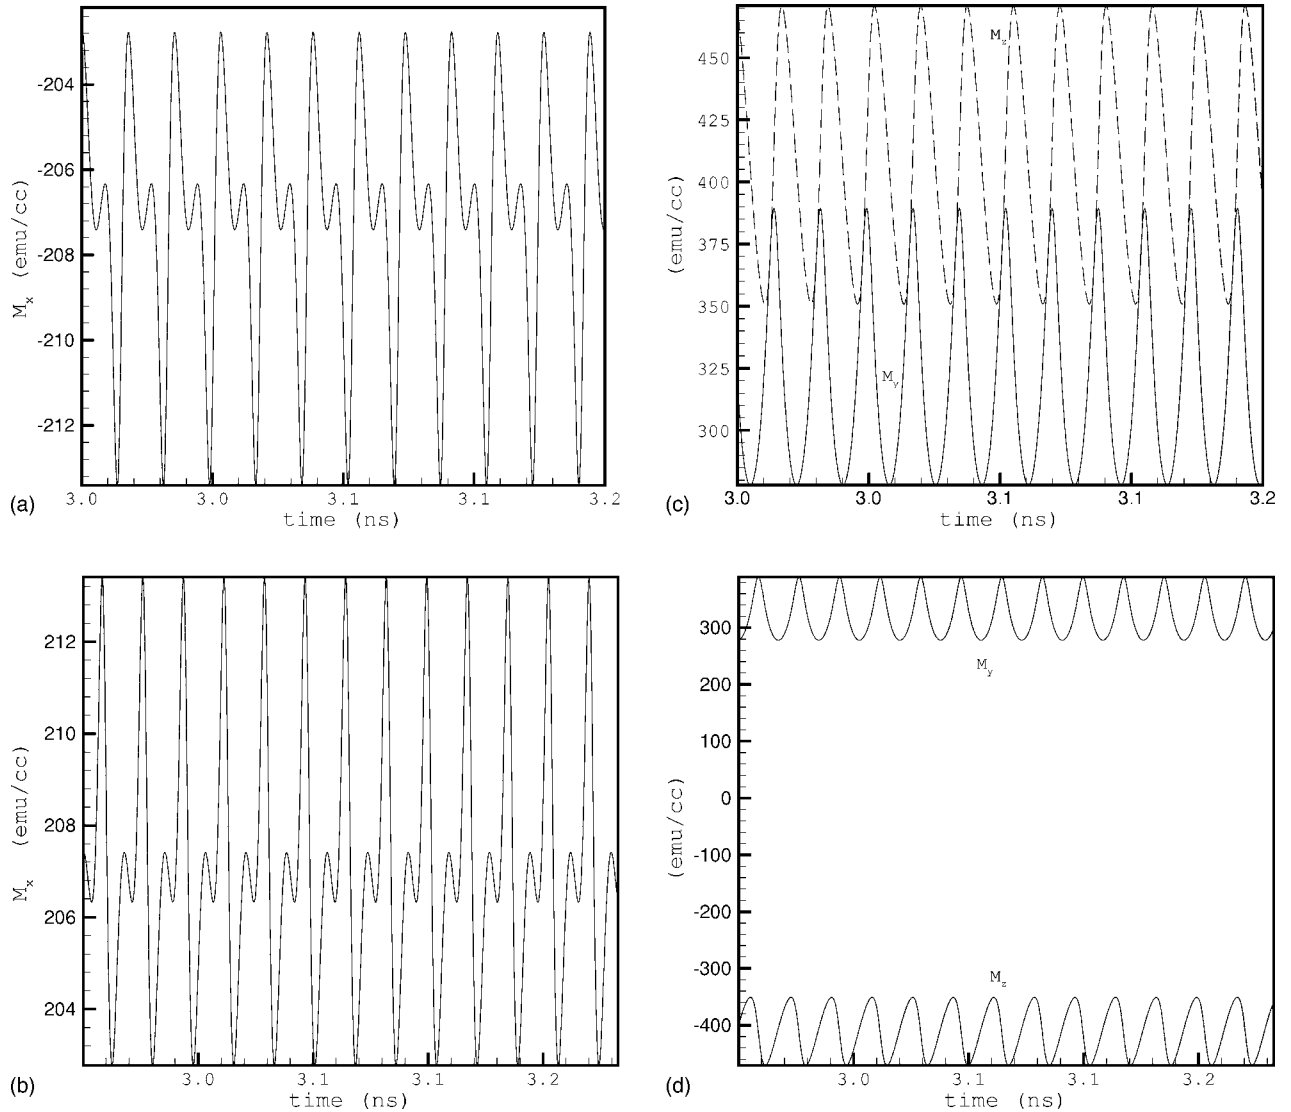 -204
-206
-208
-210
-212
M_x (emu/cc)
3.0 3.0 3.1 3.1 3.2
time (ns)
(a)
450
425
400
375
350
325
300
(emu/cc)
M_z
M_y
3.0 3.0 3.1 3.1 3.2
time (ns)
(c)
212
210
208
206
204
M_x (emu/cc)
3.0 3.1 3.1 3.2
time (ns)
(b)
300
200
100
0
-100
-200
-300
-400
(emu/cc)
M_y
M_z
3.0 3.1 3.1 3.2
time (ns)
(d)